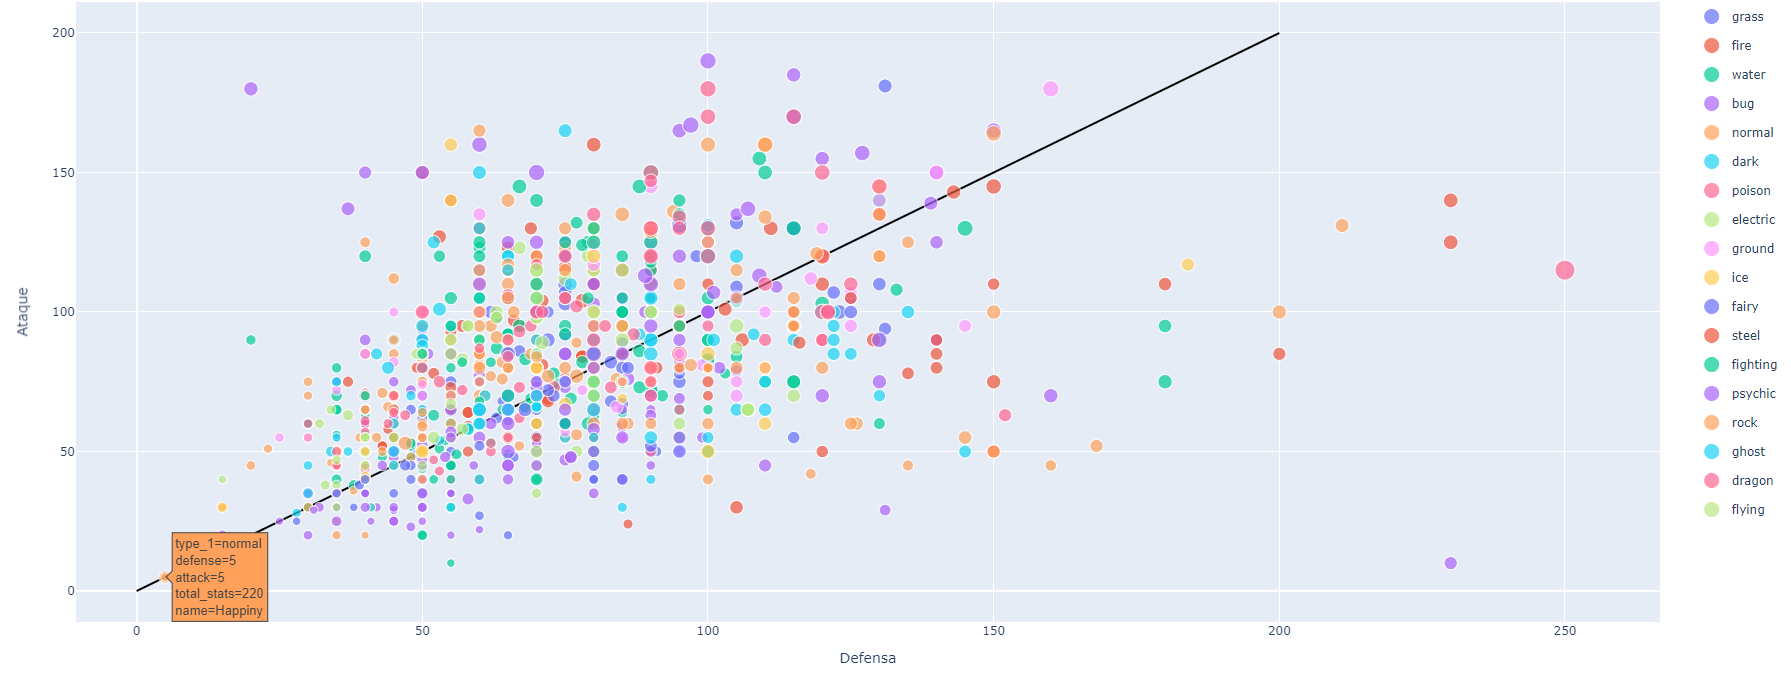 200
150
100
50
0
Ataque
type_1=normal
defense=5
attack=5
total_stats=220
name=Happiny
0
50
100
150
200
250
Defensa
grass
fire
water
bug
normal
dark
poison
electric
ground
ice
fairy
steel
fighting
psychic
rock
ghost
dragon
flying